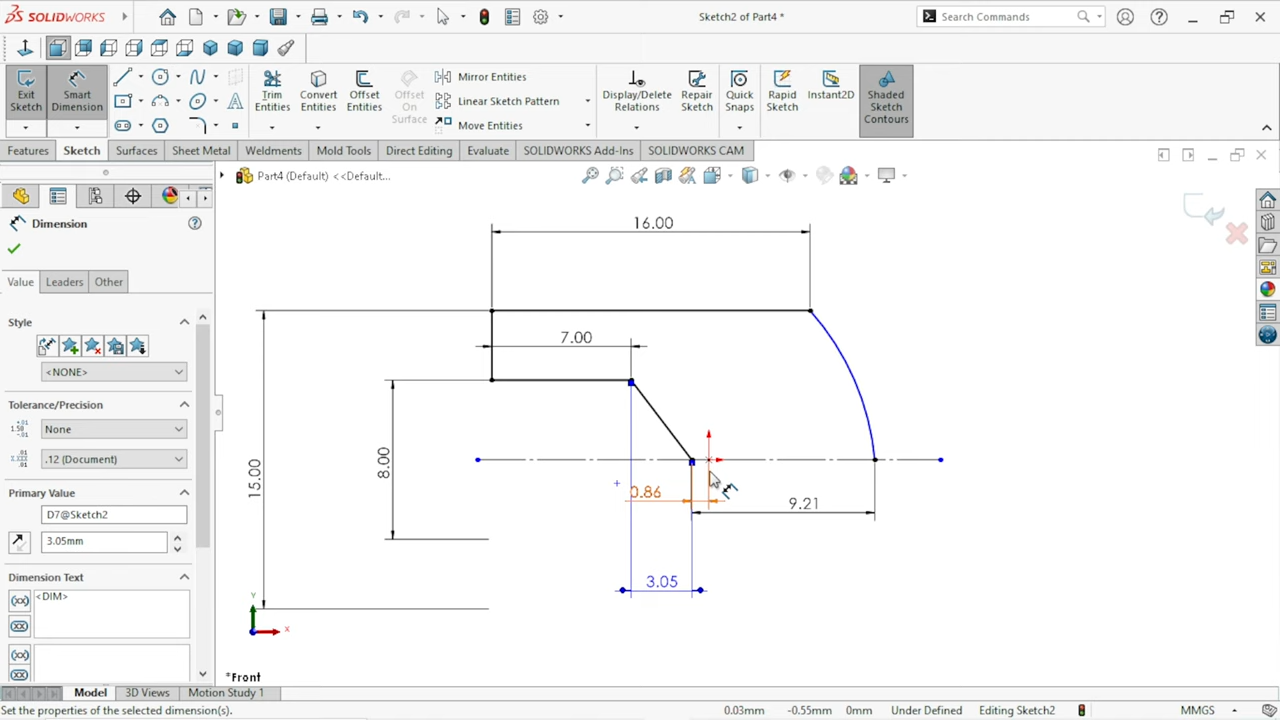 SOLIDWORKS
Sketch2 of Part4 *
Search Commands
Exit Sketch
Smart Dimension
Trim Entities
Convert Entities
Offset Entities
Offset On Surface
Mirror Entities
Linear Sketch Pattern
Move Entities
Display/Delete Relations
Repair Sketch
Quick Snaps
Rapid Sketch
Instant2D
Shaded Sketch Contours
Features
Sketch
Surfaces
Sheet Metal
Weldments
Mold Tools
Direct Editing
Evaluate
SOLIDWORKS Add-Ins
SOLIDWORKS CAM
Part4 (Default) <<Default...
Dimension
Value
Leaders
Other
Style
<NONE>
Tolerance/Precision
None
.12 (Document)
Primary Value
D7@Sketch2
3.05mm
Dimension Text
<DIM>
16.00
7.00
8.00
15.00
0.86
9.21
3.05
Y
X
*Front
Model
3D Views
Motion Study 1
Set the properties of the selected dimension(s).
0.03mm
-0.55mm
0mm
Under Defined
Editing Sketch2
MMGS